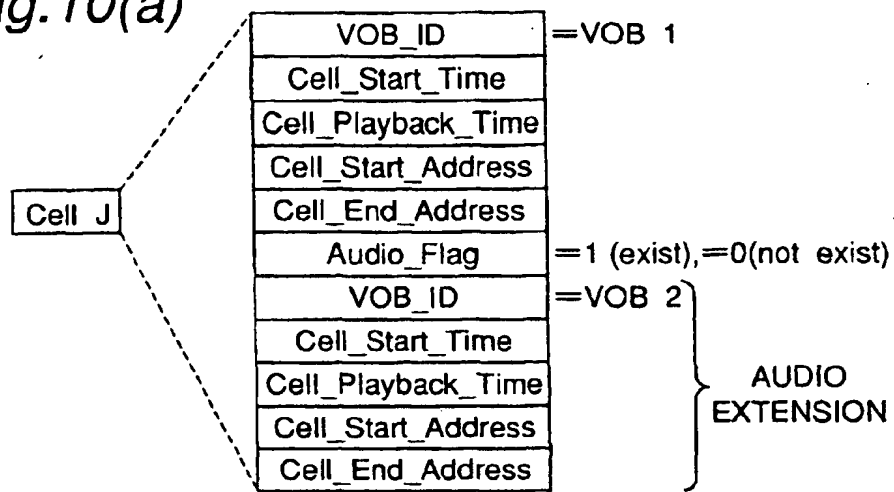 ig.10(a)
VOB_ID =VOB 1
Cell_Start_Time
Cell_Playback_Time
Cell_Start_Address
Cell J
Cell_End_Address
Audio_Flag =1 (exist),=0(not exist)
VOB_ID =VOB 2
Cell_Start_Time
Cell_Playback_Time
AUDIO
EXTENSION
Cell_Start_Address
Cell_End_Address